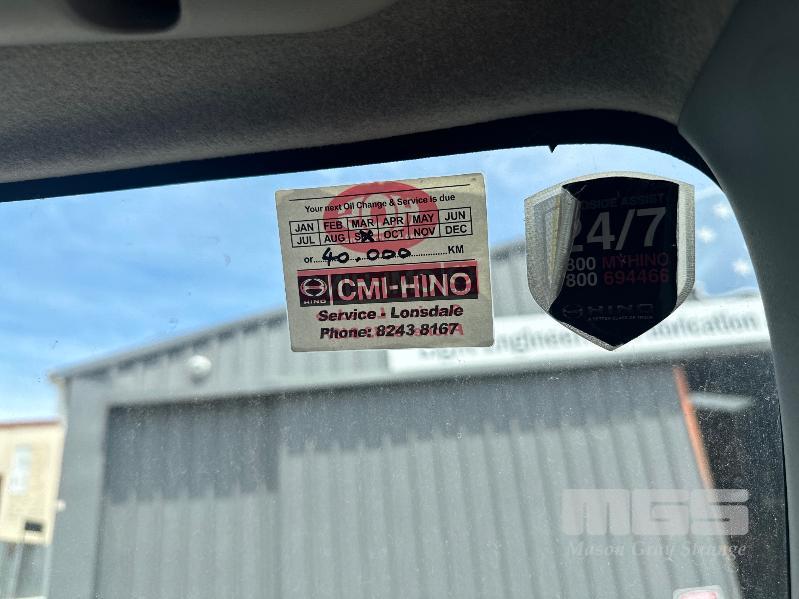 Your next Oil Change & Service is due
JAN FEB MAR APR MAY JUN
JUL AUG SEP OCT NOV DEC
or 40.000 KM
HINO CMI-HINO
Service - Lonsdale
Phone: 8243 8167
ASSIST
24/7
800 MYHINO
800 694466
HINO
MGS
Mason Gray Strange